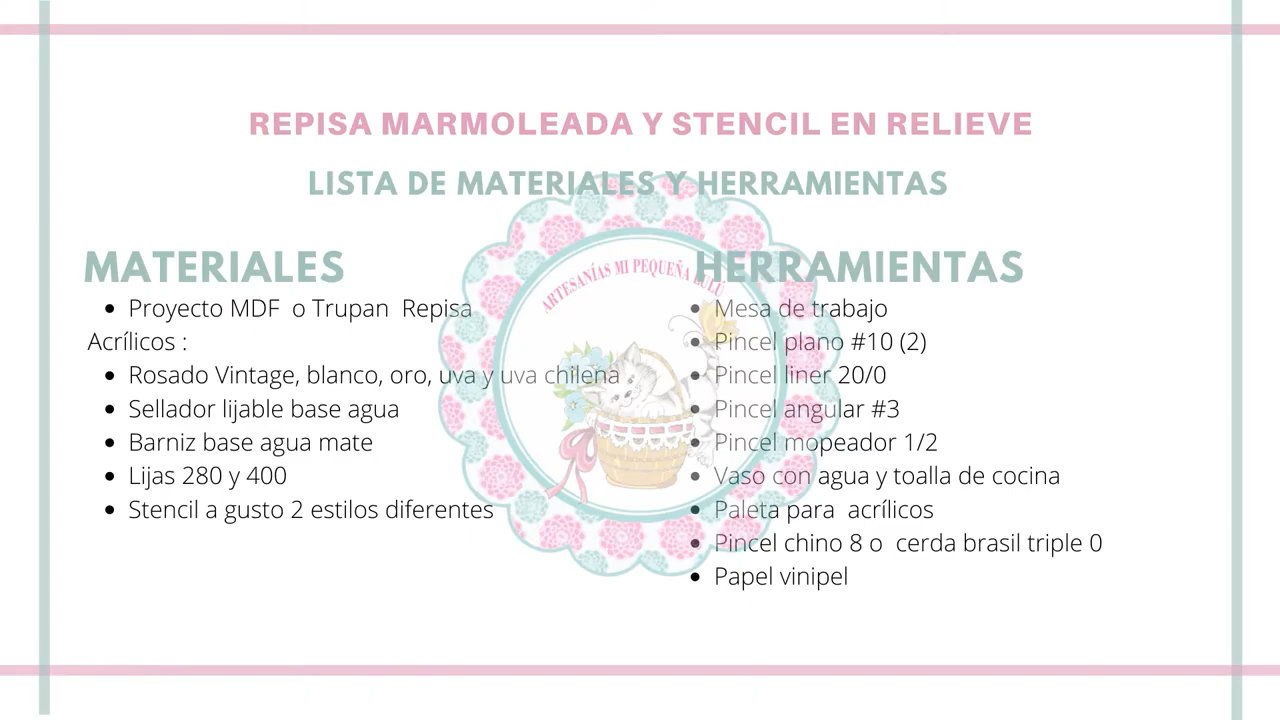 REPISA MARMOLEADA Y STENCIL EN RELIEVE
LISTA DE MATERIALES Y HERRAMIENTAS
MATERIALES
• Proyecto MDF o Trupan Repisa
Acrílicos :
• Rosado Vintage, blanco, oro, uva y uva chilena
• Sellador lijable base agua
• Barniz base agua mate
• Lijas 280 y 400
• Stencil a gusto 2 estilos diferentes
HERRAMIENTAS
• Mesa de trabajo
• Pincel plano #10 (2)
• Pincel liner 20/0
• Pincel angular #3
• Pincel mopeador 1/2
• Vaso con agua y toalla de cocina
• Paleta para acrílicos
• Pincel chino 8 o cerda brasil triple 0
• Papel vinipel
ARTESANÍAS MI PEQUEÑA LULÚ